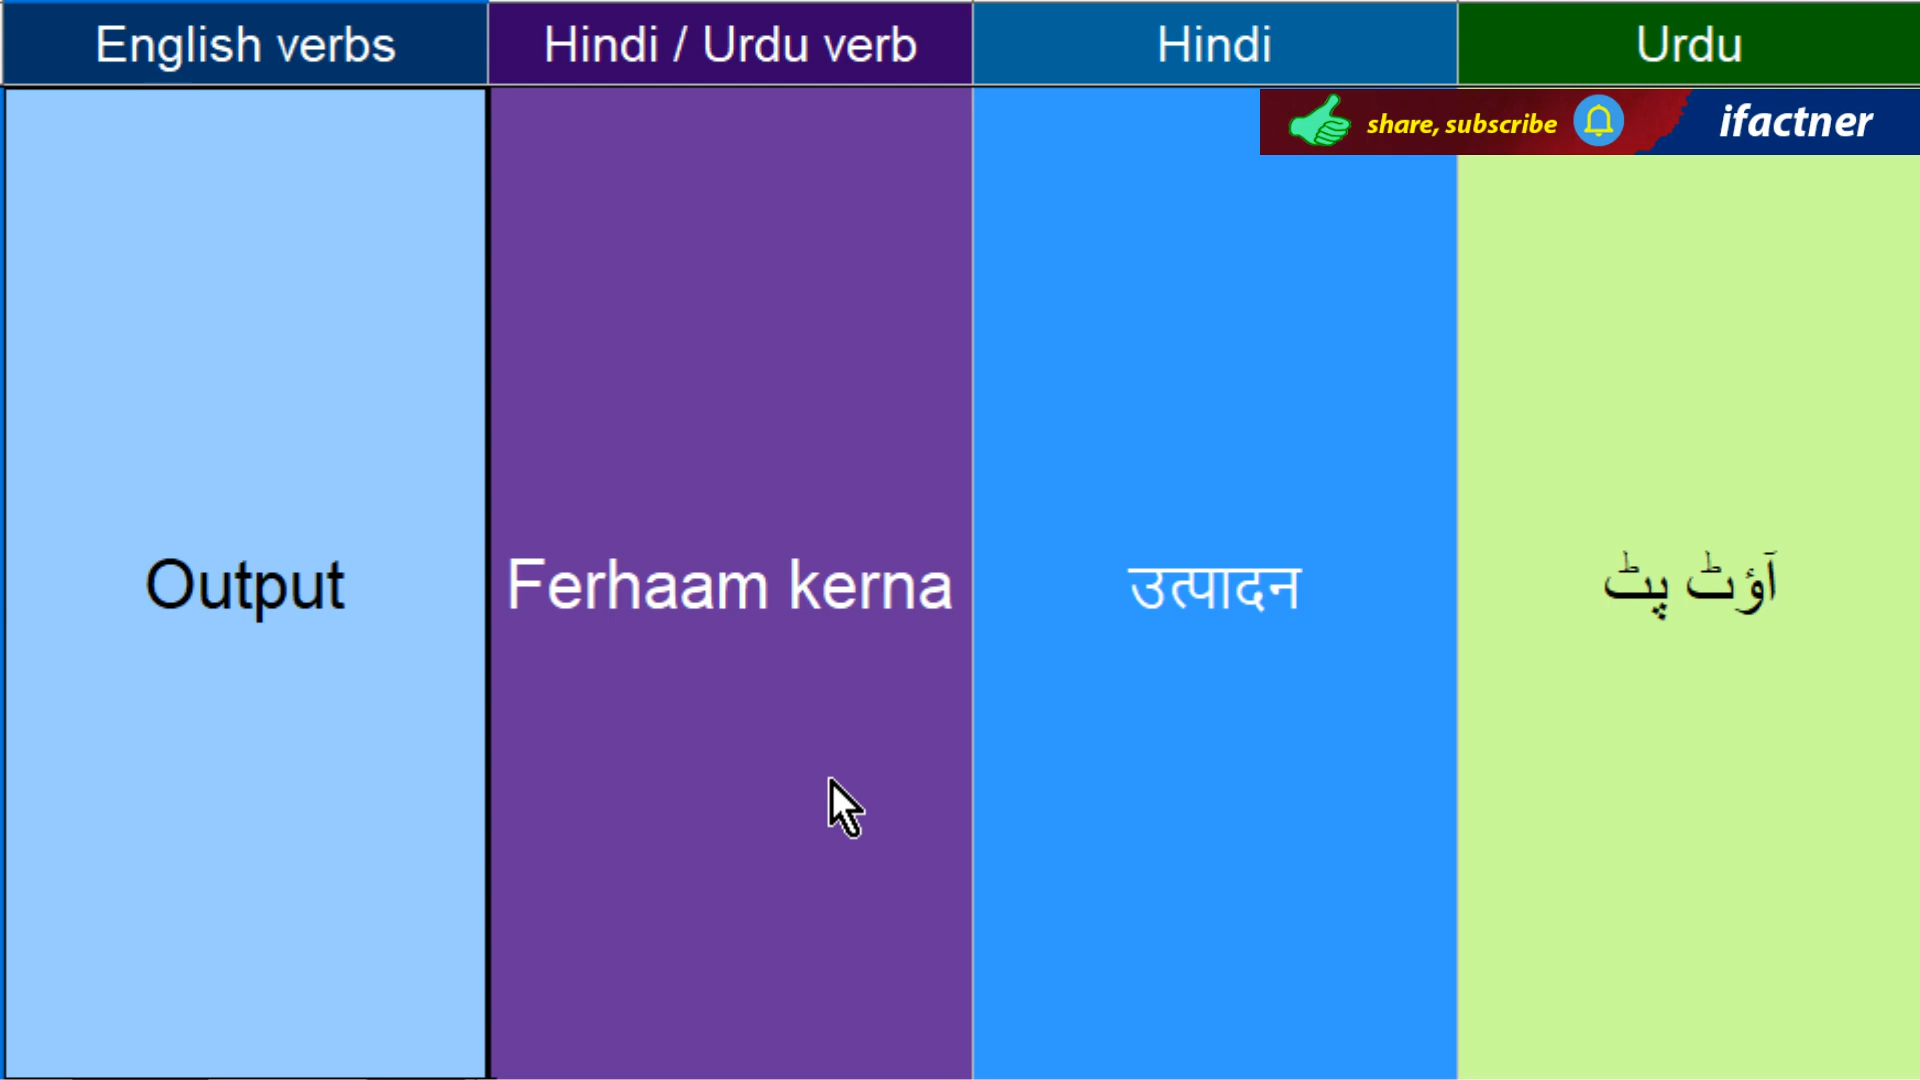 English verbs
Hindi / Urdu verb
Hindi
Urdu
share, subscribe
ifactner
Output
Ferhaam kerna
उत्पादन
آؤٹ پٹ